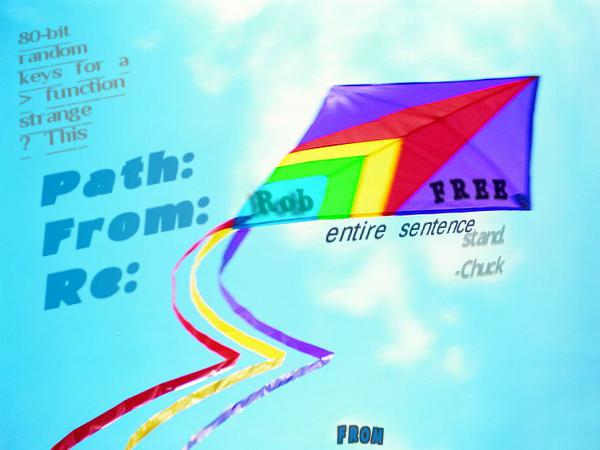 80-bit
random
keys for a
> function
strange
? This
Path:
From:
Re:
Rob
FREE
entire sentence
stand.
-Chuck
FROM